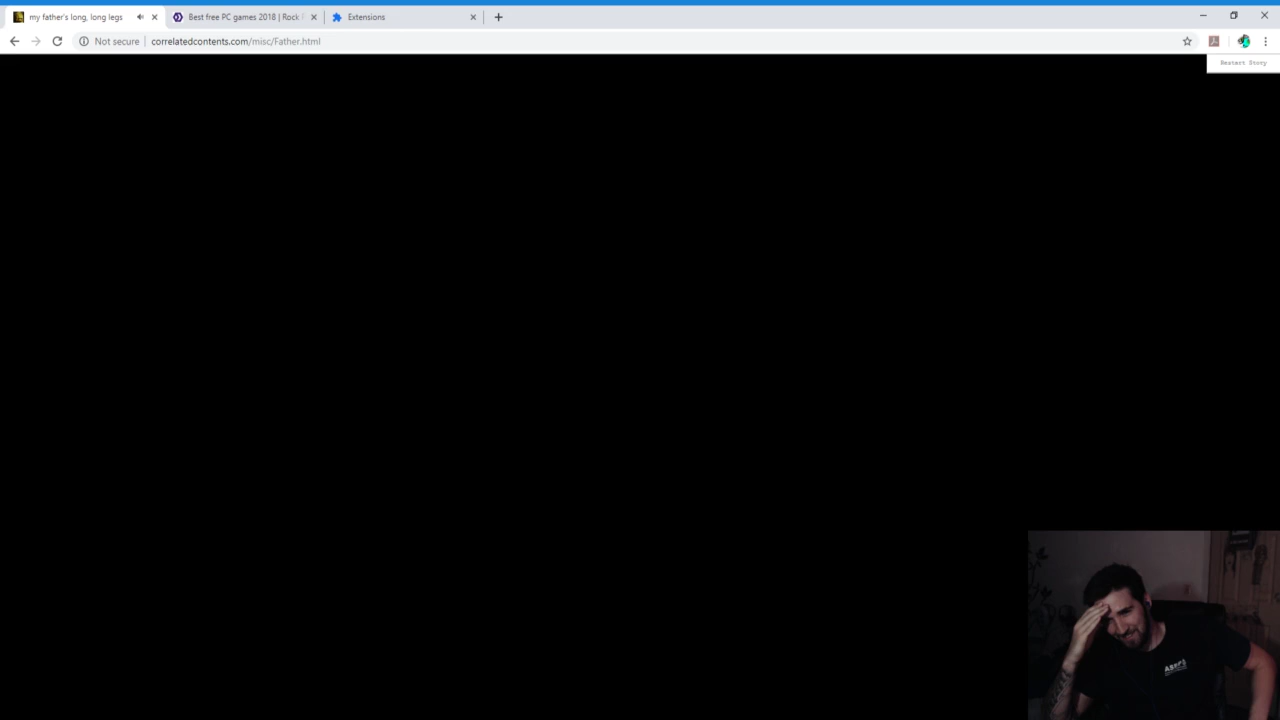 my father's long, long legs
Best free PC games 2018 | Rock
Extensions
Not secure
correlatedcontents.com/misc/Father.html
Restart Story